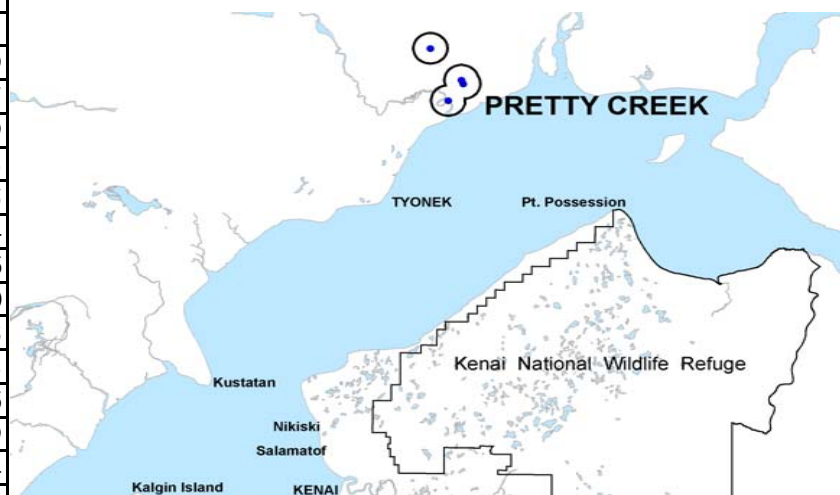 PRETTY CREEK
TYONEK
Pt. Possession
Kenai National Wildlife Refuge
Kustatan
Nikiski
Salamatof
Kalgin Island
KENAI